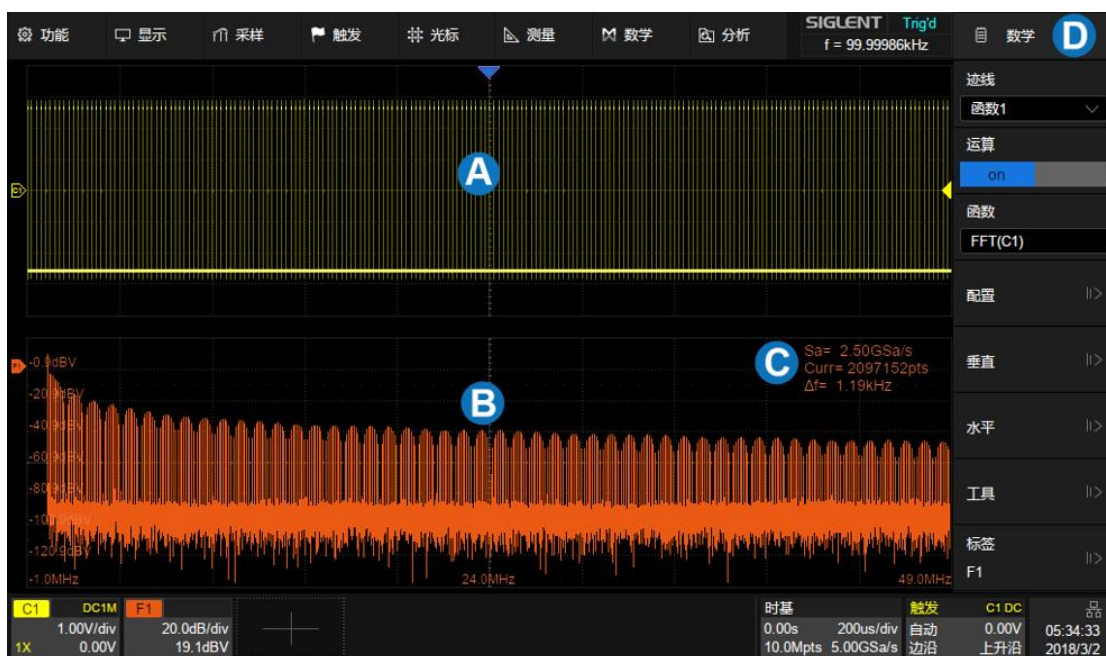 功能
显示
采样
触发
光标
测量
数学
分析
SIGLENT Trig'd
f = 99.99986kHz
数学
D
迹线
函数1
运算
on
函数
FFT(C1)
配置
垂直
水平
工具
标签
F1
C1
A
-0.9dBV
-20.9dBV
-40.9dBV
-60.9dBV
-80.9dBV
-100.9dBV
-120.9dBV
B
C
Sa= 2.50GSa/s
Curr= 2097152pts
Δf= 1.19kHz
-1.0MHz
24.0MHz
49.0MHz
C1 DC1M
1.00V/div
1X 0.00V
F1
20.0dB/div
19.1dBV
时基
0.00s 200us/div
10.0Mpts 5.00GSa/s
触发 C1 DC
自动 0.00V
边沿 上升沿
05:34:33
2018/3/2